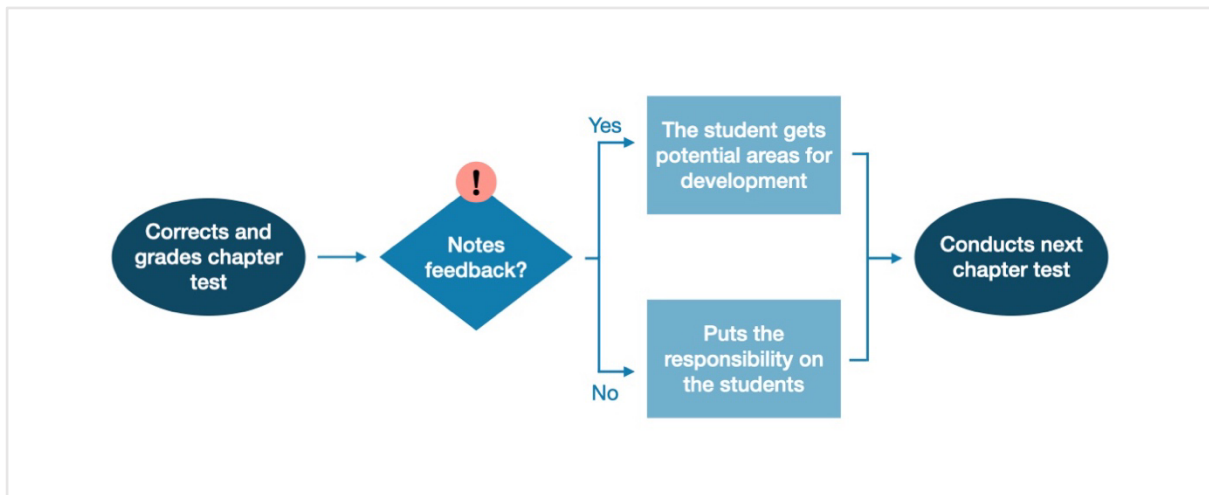 Corrects and
grades chapter
test
!
Notes
feedback?
Yes
The student gets
potential areas for
development
No
Puts the
responsibility on
the students
Conducts next
chapter test